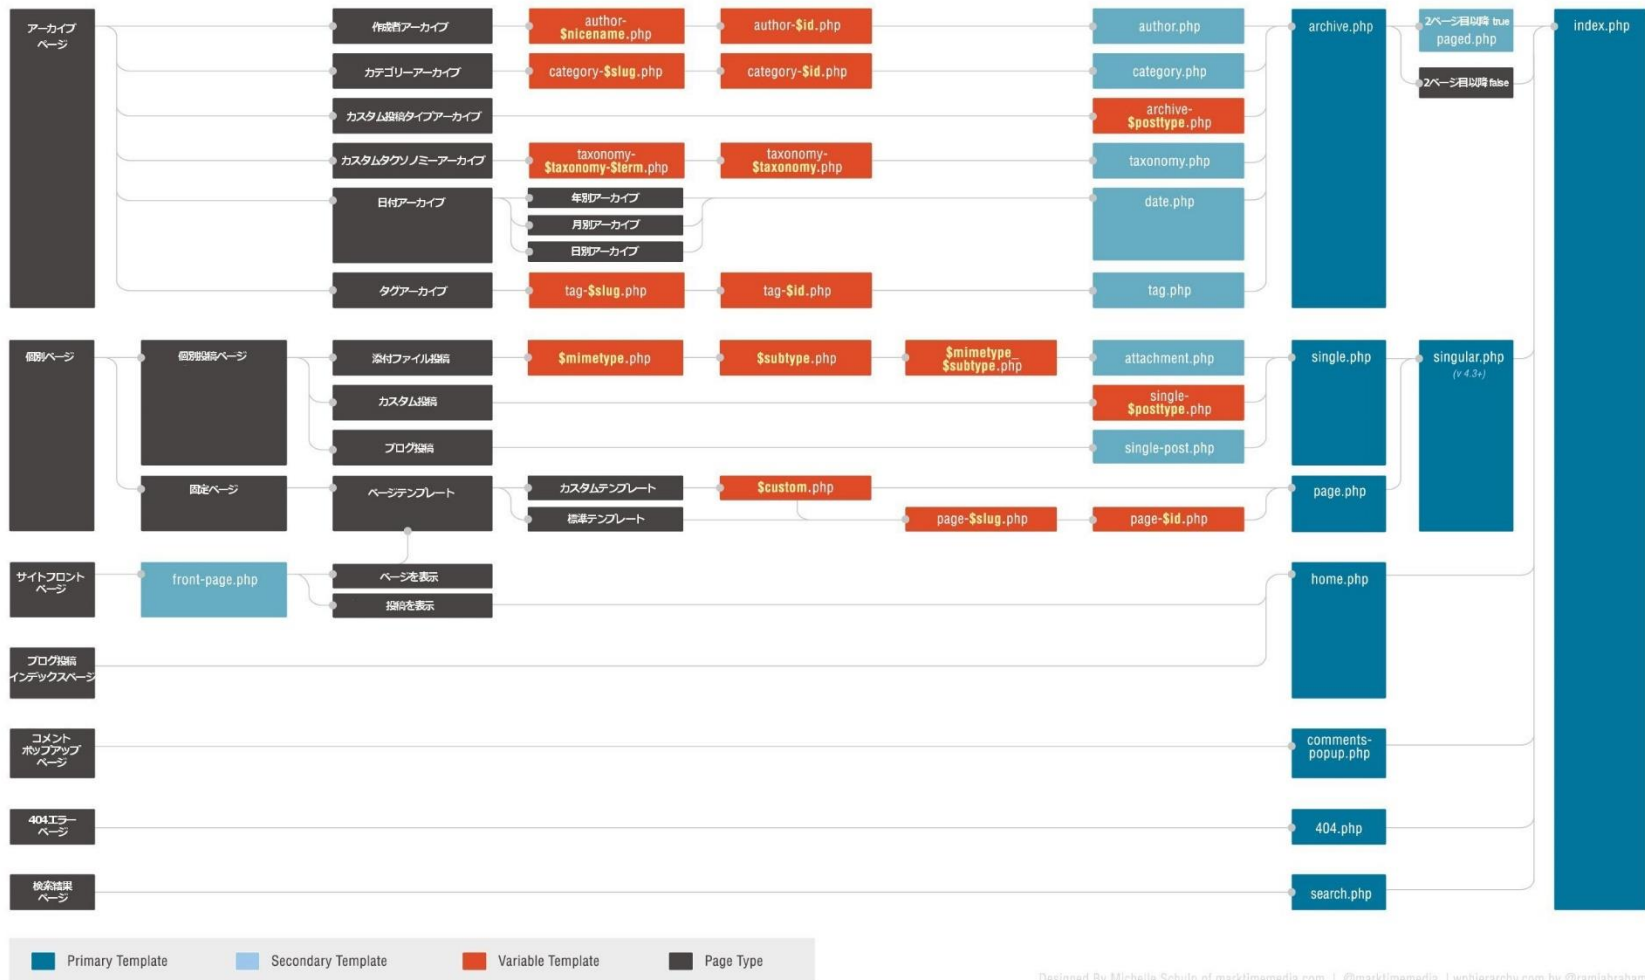 アーカイブ
ページ
作成者アーカイブ
author-
$nicename.php
author-$id.php
author.php
archive.php
2ページ目以降 true
paged.php
index.php
カテゴリーアーカイブ
category-$slug.php
category-$id.php
category.php
2ページ目以降 false
カスタム投稿タイプアーカイブ
archive-
$posttype.php
カスタムタクソノミーアーカイブ
taxonomy-
$taxonomy-$term.php
taxonomy-
$taxonomy.php
taxonomy.php
日付アーカイブ
年別アーカイブ
月別アーカイブ
日別アーカイブ
date.php
タグアーカイブ
tag-$slug.php
tag-$id.php
tag.php
個別ページ
個別投稿ページ
添付ファイル投稿
$mimetype.php
$subtype.php
$mimetype_
$subtype.php
attachment.php
single.php
singular.php
(v 4.3+)
カスタム投稿
single-
$posttype.php
ブログ投稿
single-post.php
固定ページ
ページテンプレート
カスタムテンプレート
$custom.php
page.php
標準テンプレート
page-$slug.php
page-$id.php
サイトフロント
ページ
front-page.php
ページを表示
投稿を表示
home.php
ブログ投稿
インデックスページ
コメント
ポップアップ
ページ
comments-
popup.php
404エラー
ページ
404.php
検索結果
ページ
search.php
Primary Template
Secondary Template
Variable Template
Page Type
Designed By Michelle Schulp of marktimemedia.com | @marktimemedia | wphierarchy.com by @ramiabraham